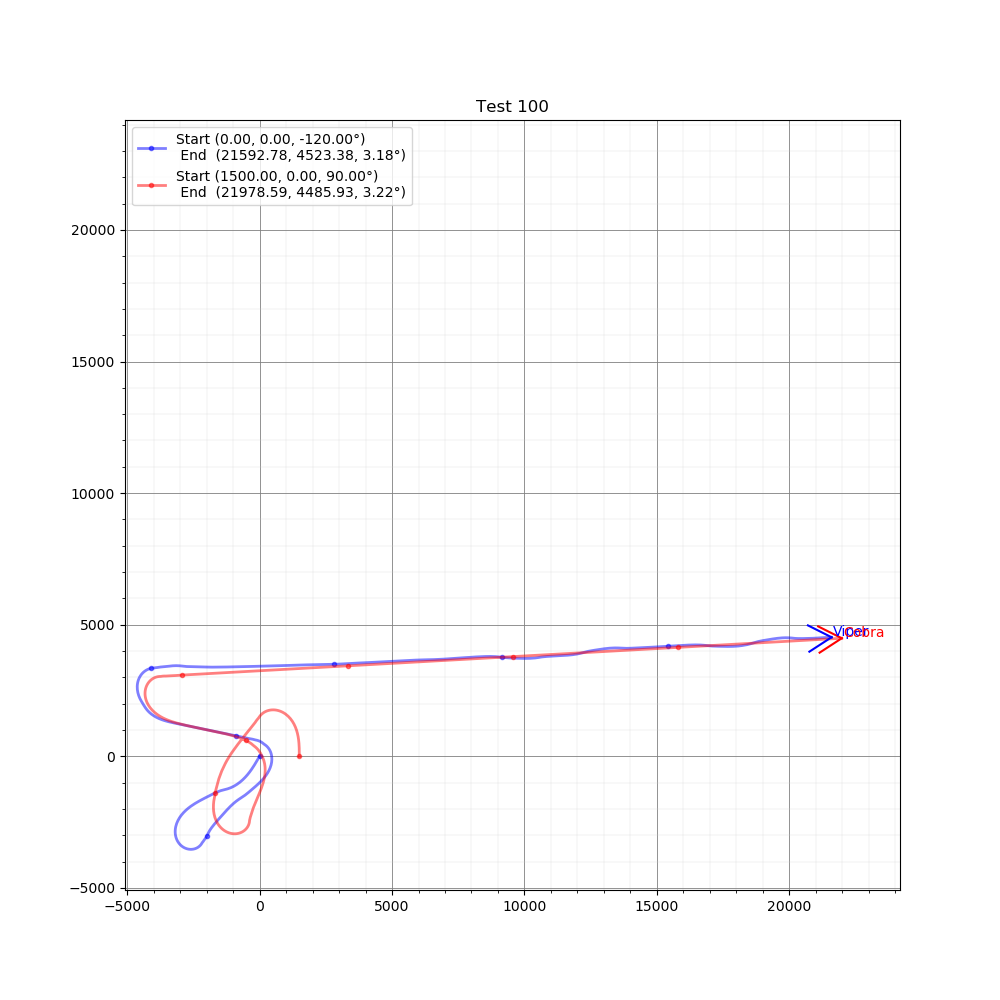 Test 100
Start (0.00, 0.00, -120.00°)
End  (21592.78, 4523.38, 3.18°)
Start (1500.00, 0.00, 90.00°)
End  (21978.59, 4485.93, 3.22°)
20000
15000
10000
5000
0
−5000
Viper
Cobra
−5000 0 5000 10000 15000 20000